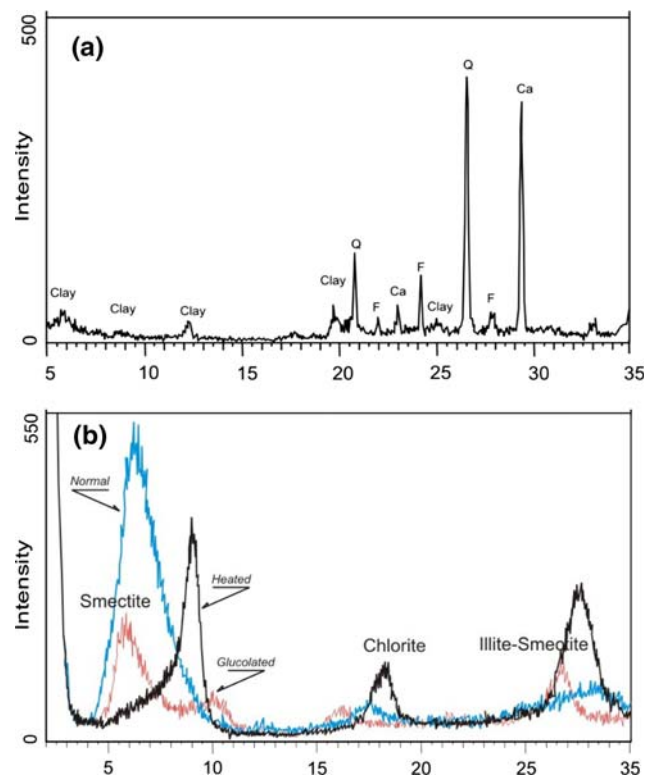 500
(a)
Intensity
0
Clay
Clay
Clay
Clay
Q
F
Ca
F
Clay
Q
F
Ca
5
10
15
20
25
30
35
550
(b)
Intensity
0
Normal
Smectite
Heated
Glucolated
Chlorite
Illite-Smectite
5
10
15
20
25
30
35